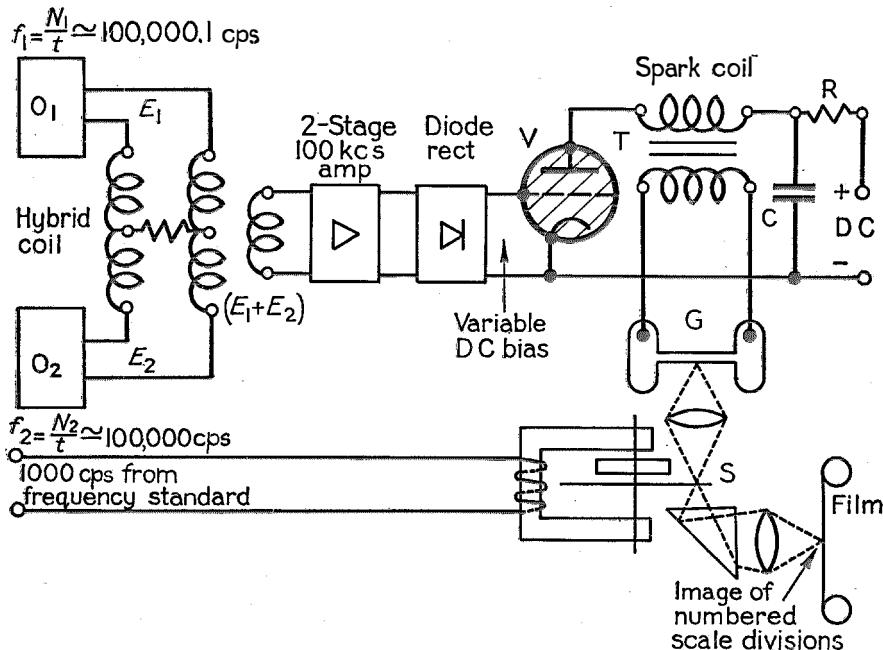 f₁ = N₁/t ≃ 100,000.1 cps
O₁
E₁
Hybrid
coil
O₂
E₂
(E₁+E₂)
2-Stage
100 kcs
amp
Diode
rect
V
Variable
DC bias
Spark coil
T
R
C
+
DC
–
G
f₂ = N₂/t ≃ 100,000 cps
1000 cps from
frequency standard
S
Film
Image of
numbered
scale divisions